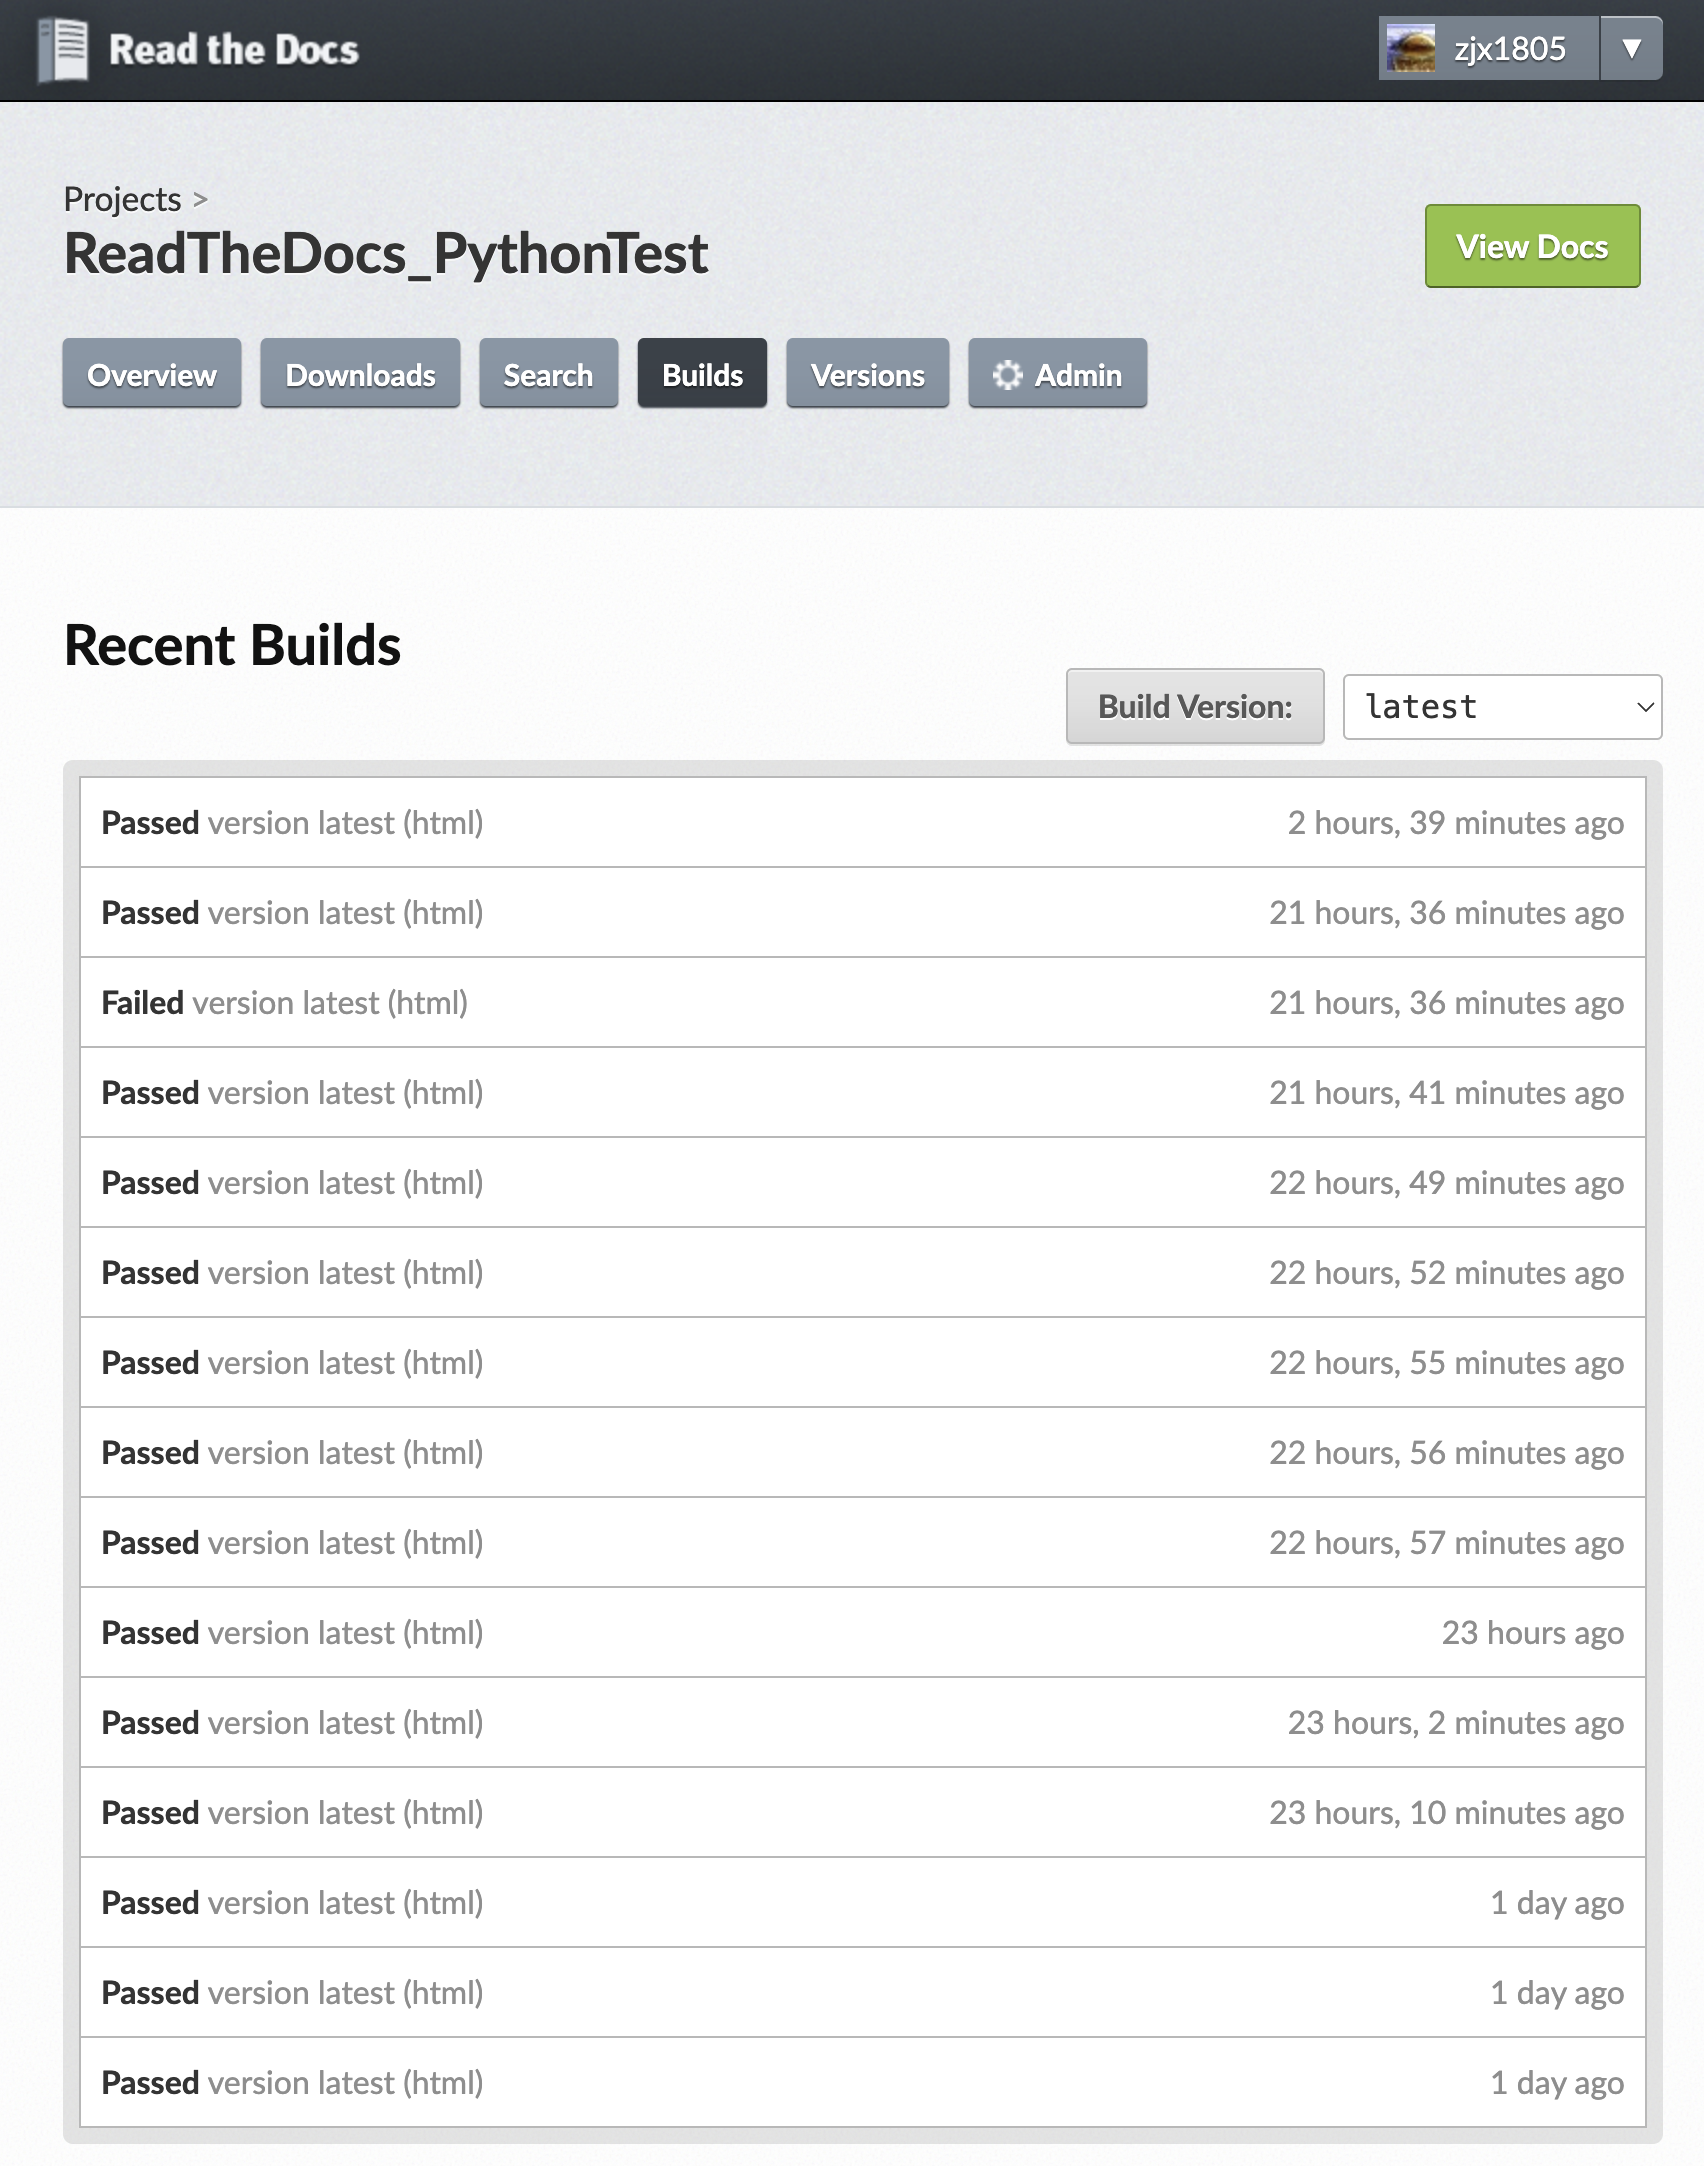 Read the Docs
zjx1805 ▼
Projects >
ReadTheDocs_PythonTest
View Docs
Overview Downloads Search Builds Versions Admin
Recent Builds
Build Version: latest
Passed version latest (html) 2 hours, 39 minutes ago
Passed version latest (html) 21 hours, 36 minutes ago
Failed version latest (html) 21 hours, 36 minutes ago
Passed version latest (html) 21 hours, 41 minutes ago
Passed version latest (html) 22 hours, 49 minutes ago
Passed version latest (html) 22 hours, 52 minutes ago
Passed version latest (html) 22 hours, 55 minutes ago
Passed version latest (html) 22 hours, 56 minutes ago
Passed version latest (html) 22 hours, 57 minutes ago
Passed version latest (html) 23 hours ago
Passed version latest (html) 23 hours, 2 minutes ago
Passed version latest (html) 23 hours, 10 minutes ago
Passed version latest (html) 1 day ago
Passed version latest (html) 1 day ago
Passed version latest (html) 1 day ago